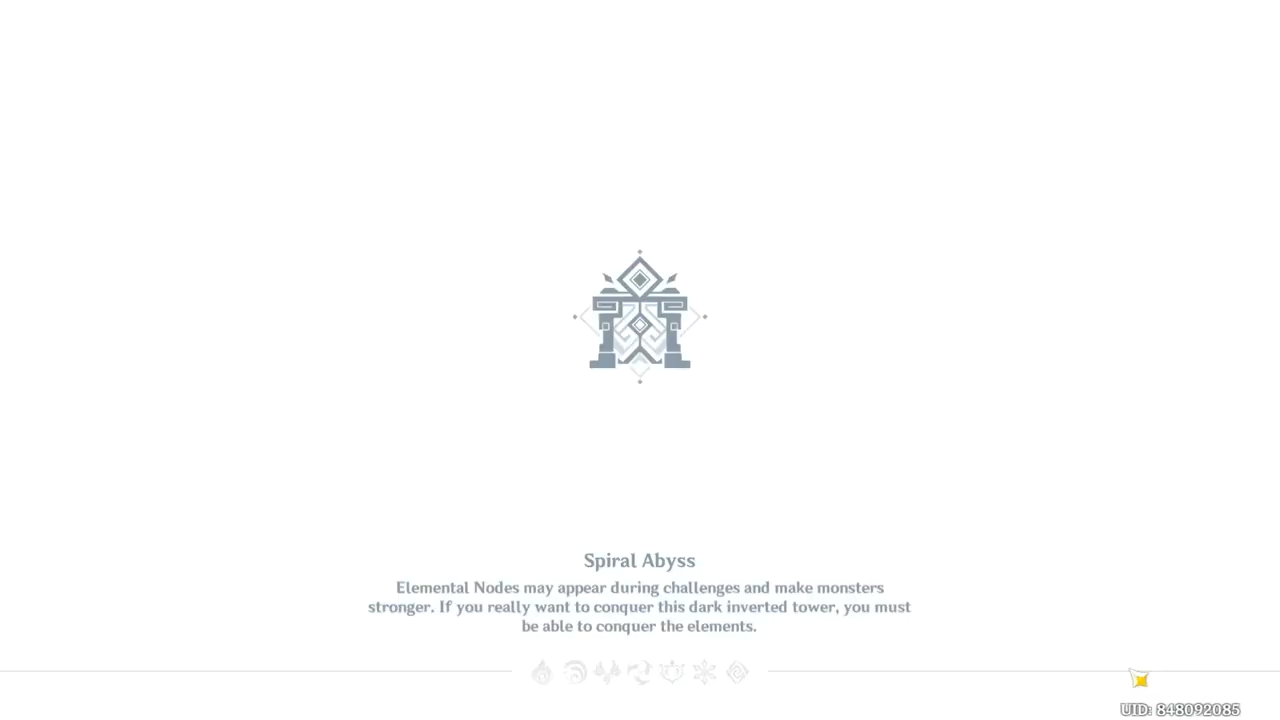 Spiral Abyss
Elemental Nodes may appear during challenges and make monsters
stronger. If you really want to conquer this dark inverted tower, you must
be able to conquer the elements.
UID: 848092085